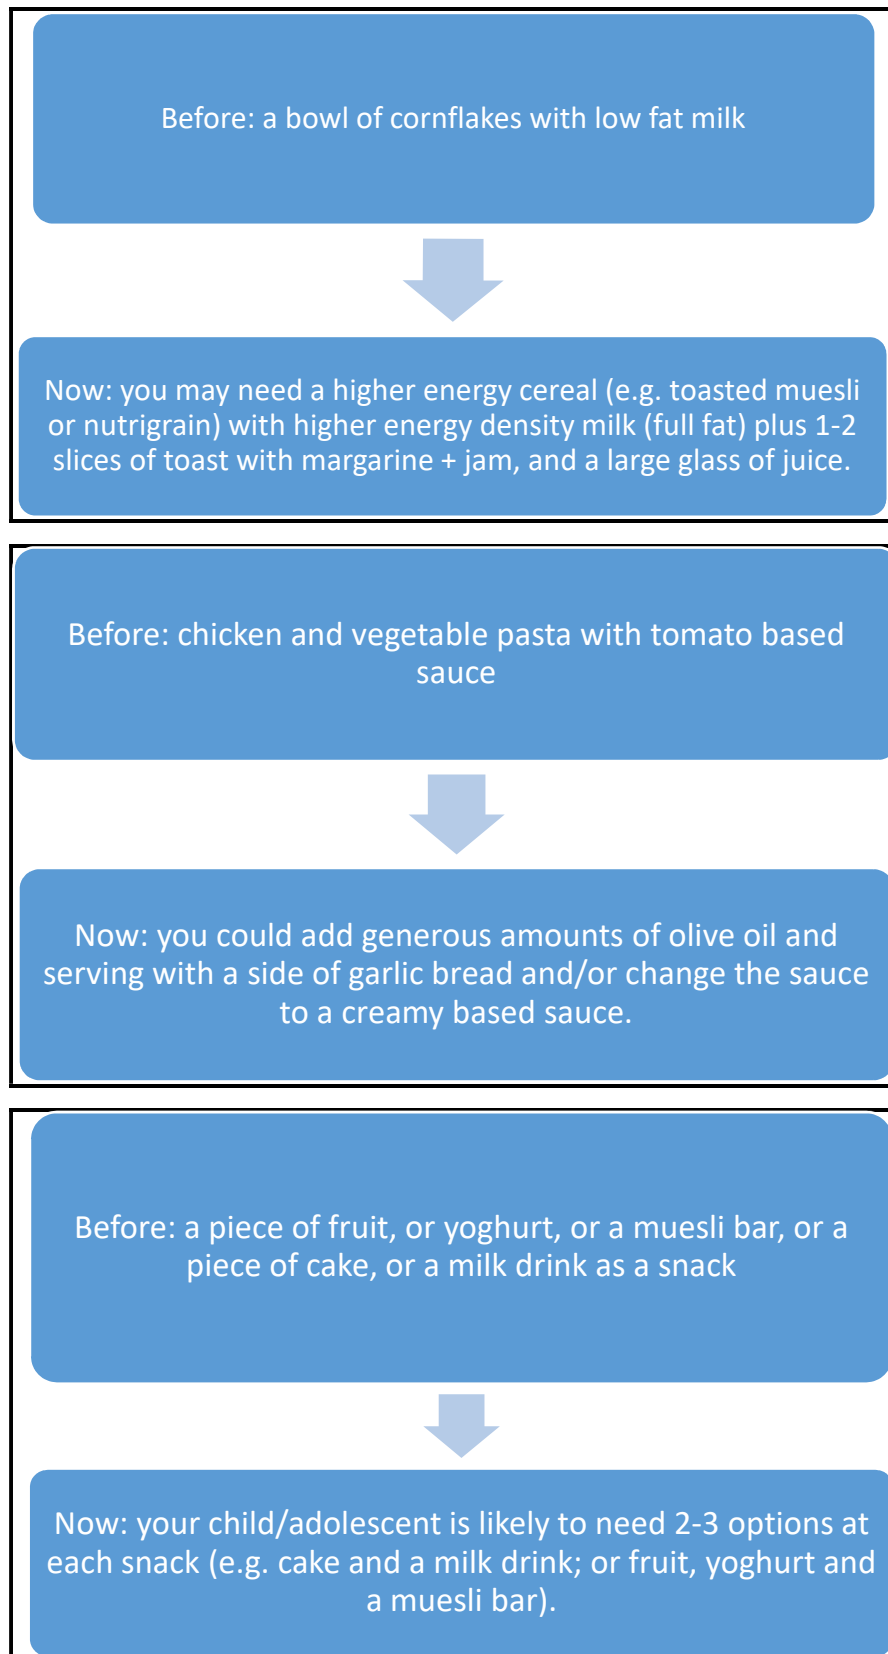 Before: a bowl of cornflakes with low fat milk
Now: you may need a higher energy cereal (e.g. toasted muesli
or nutrigrain) with higher energy density milk (full fat) plus 1-2
slices of toast with margarine + jam, and a large glass of juice.
Before: chicken and vegetable pasta with tomato based
sauce
Now: you could add generous amounts of olive oil and
serving with a side of garlic bread and/or change the sauce
to a creamy based sauce.
Before: a piece of fruit, or yoghurt, or a muesli bar, or a
piece of cake, or a milk drink as a snack
Now: your child/adolescent is likely to need 2-3 options at
each snack (e.g. cake and a milk drink; or fruit, yoghurt and
a muesli bar).